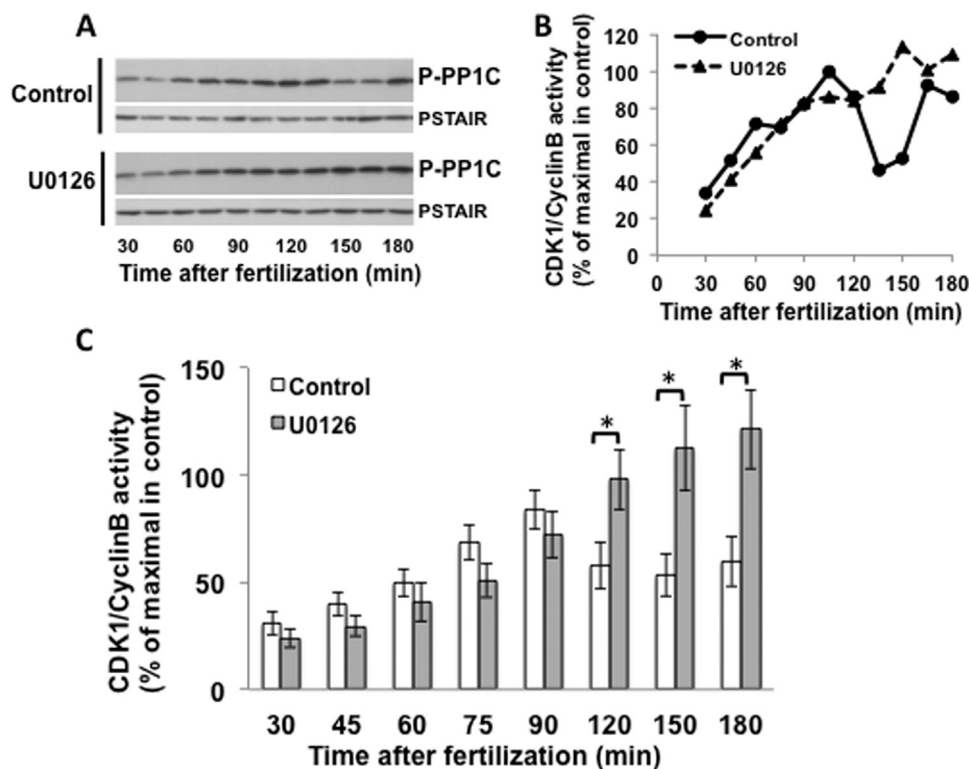 A
Control
P-PP1C
PSTAIR
U0126
P-PP1C
PSTAIR
30 60 90 120 150 180
Time after fertilization (min)
B
CDK1/CyclinB activity
(% of maximal in control)
120
100
80
60
40
20
0
Control
U0126
0 30 60 90 120 150 180
Time after fertilization (min)
C
CDK1/CyclinB activity
(% of maximal in control)
150
100
50
0
Control
U0126
*
*
*
30 45 60 75 90 120 150 180
Time after fertilization (min)